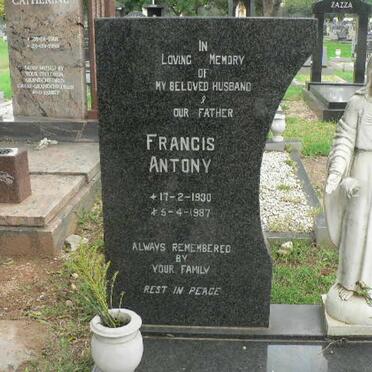 CATHERINE
ZAZZA
IN
LOVING MEMORY
OF
MY BELOVED HUSBAND
&
OUR FATHER
FRANCIS
ANTONY
* 17-2-1930
✝ 5-4-1987
ALWAYS REMEMBERED
BY
YOUR FAMILY
REST IN PEACE